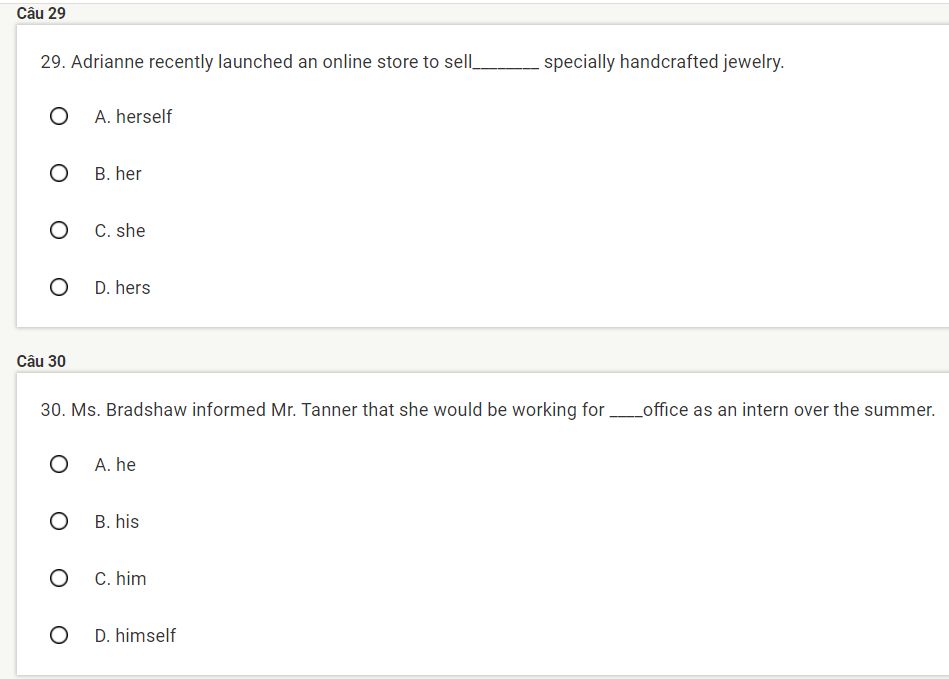 Câu 29
29. Adrianne recently launched an online store to sell________ specially handcrafted jewelry.
A. herself
B. her
C. she
D. hers
Câu 30
30. Ms. Bradshaw informed Mr. Tanner that she would be working for ____office as an intern over the summer.
A. he
B. his
C. him
D. himself